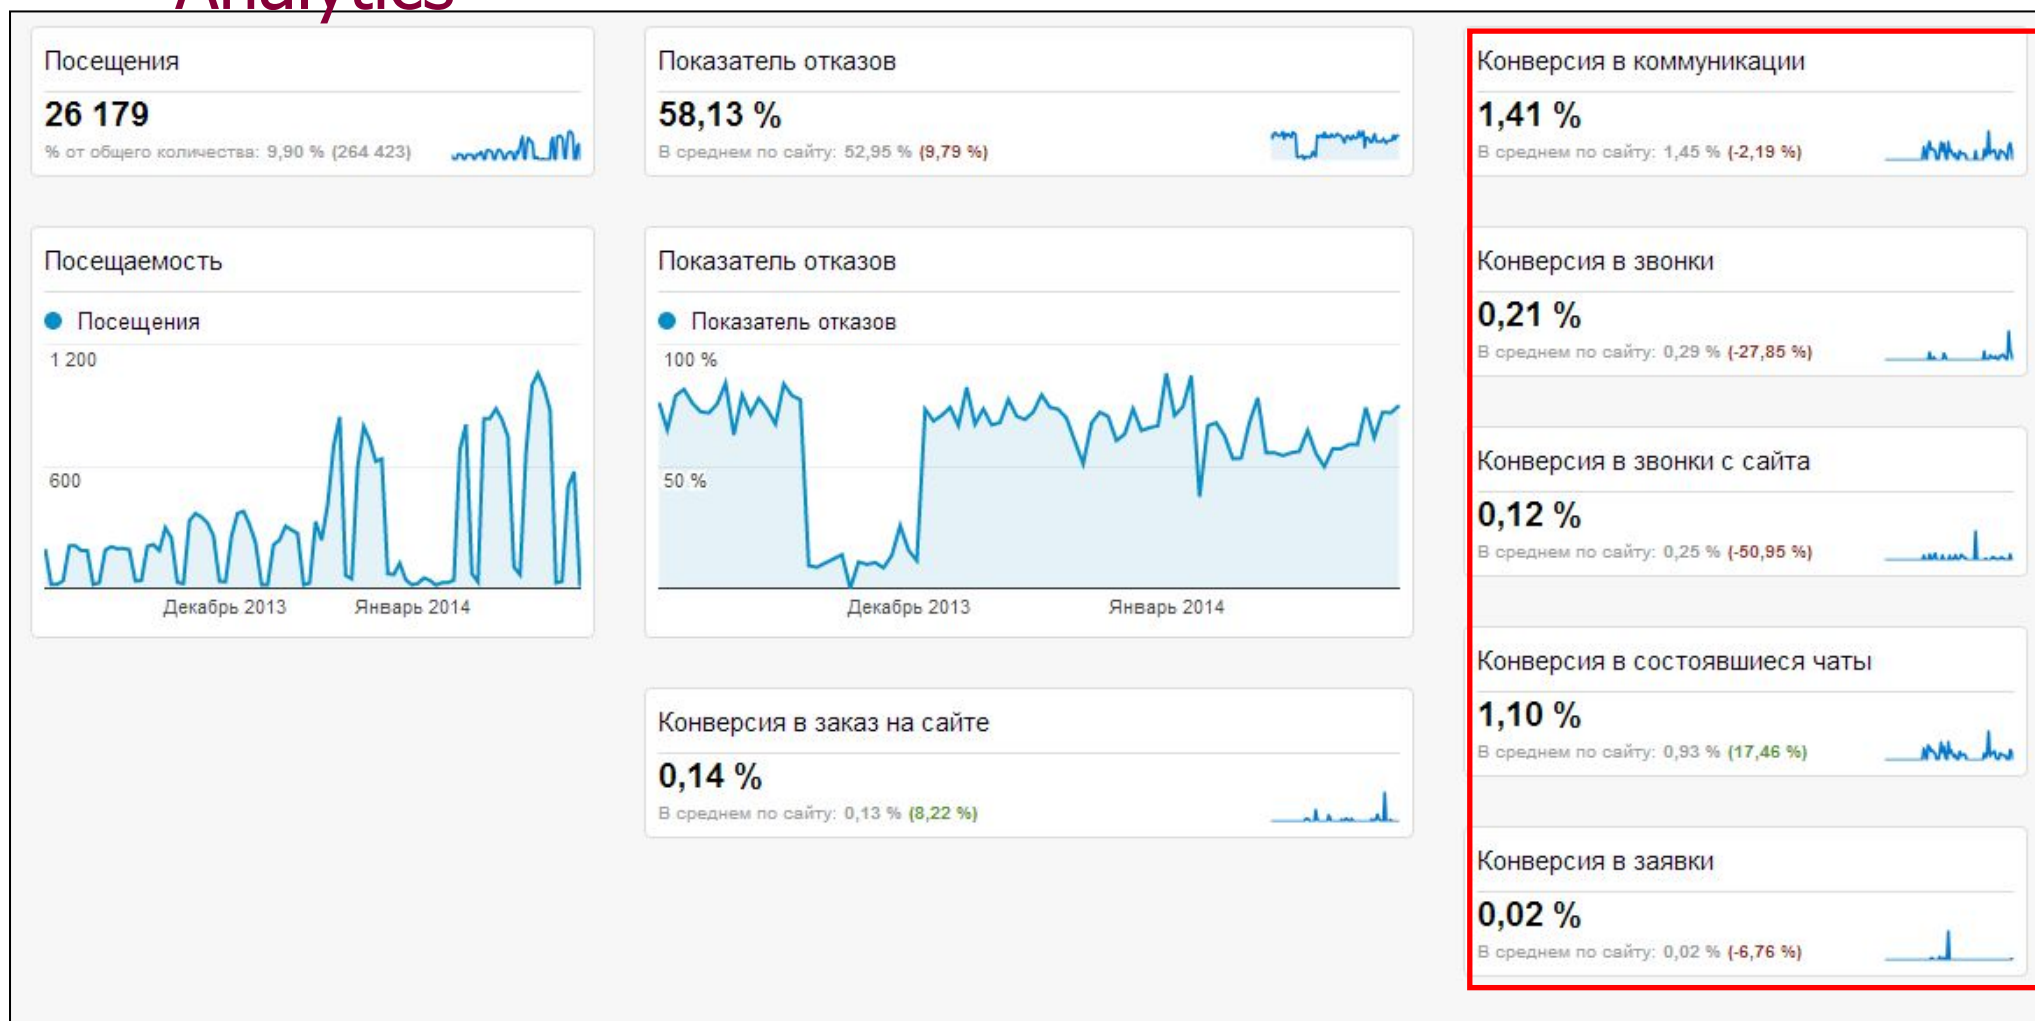 Analytics
Посещения
26 179
% от общего количества: 9,90 % (264 423)
Показатель отказов
58,13 %
В среднем по сайту: 52,95 % (9,79 %)
Конверсия в коммуникации
1,41 %
В среднем по сайту: 1,45 % (-2,19 %)
Посещаемость
Посещения
1 200
600
Декабрь 2013 Январь 2014
Показатель отказов
Показатель отказов
100 %
50 %
Декабрь 2013 Январь 2014
Конверсия в звонки
0,21 %
В среднем по сайту: 0,29 % (-27,85 %)
Конверсия в звонки с сайта
0,12 %
В среднем по сайту: 0,25 % (-50,95 %)
Конверсия в состоявшиеся чаты
1,10 %
В среднем по сайту: 0,93 % (17,46 %)
Конверсия в заказ на сайте
0,14 %
В среднем по сайту: 0,13 % (8,22 %)
Конверсия в заявки
0,02 %
В среднем по сайту: 0,02 % (-6,76 %)